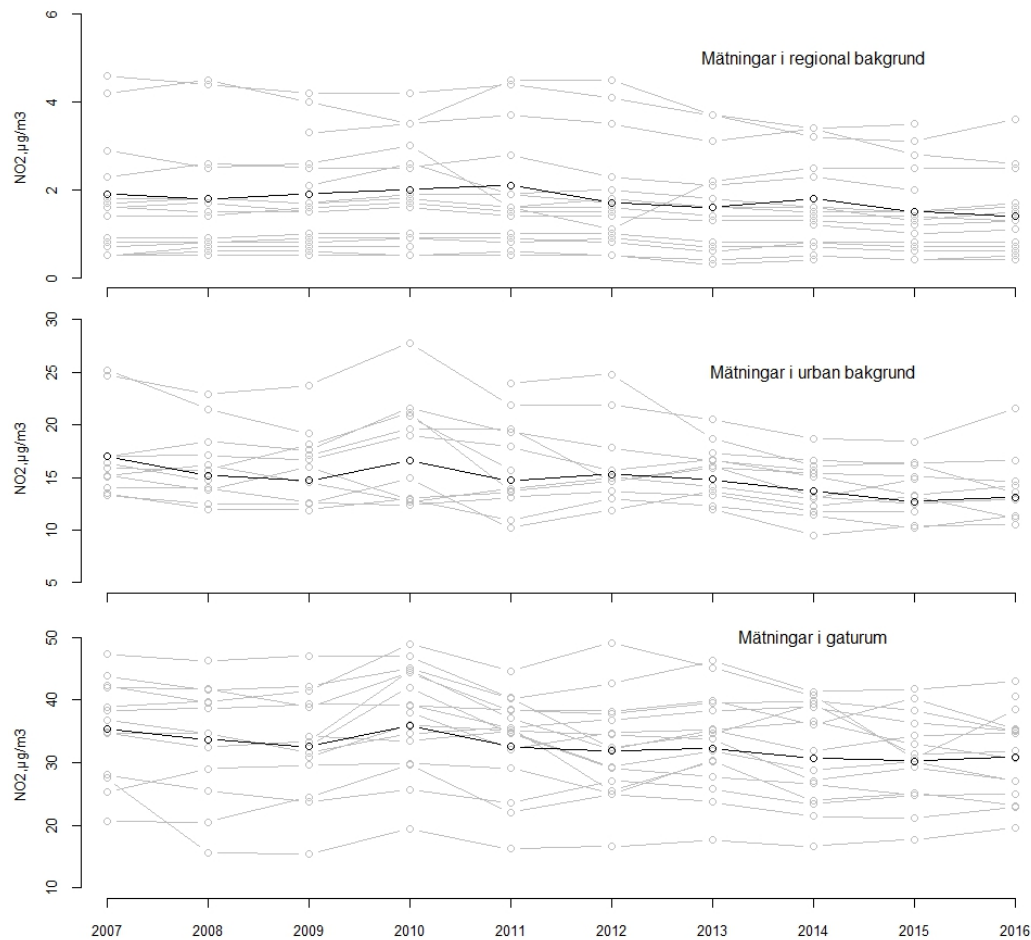 6
Mätningar i regional bakgrund
4
NO2,µg/m3
2
0
30
Mätningar i urban bakgrund
25
20
NO2,µg/m3
15
10
5
50
Mätningar i gaturum
40
NO2,µg/m3
30
20
10
2007 2008 2009 2010 2011 2012 2013 2014 2015 2016